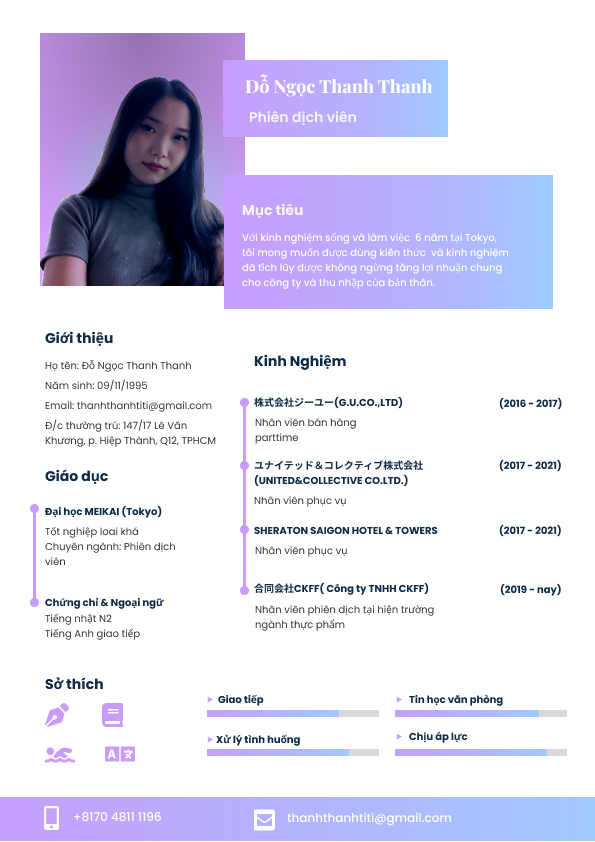 Đỗ Ngọc Thanh Thanh
Phiên dịch viên
Mục tiêu
Với kinh nghiệm sống và làm việc 6 năm tại Tokyo,
tôi mong muốn được dùng kiến thức và kinh nghiệm
đã tích lũy được không ngừng tăng lợi nhuận chung
cho công ty và thu nhập của bản thân.
Giới thiệu
Họ tên: Đỗ Ngọc Thanh Thanh
Năm sinh: 09/11/1995
Email: thanhthanhtiti@gmail.com
Đ/c thường trú: 147/17 Lê Văn
Khương, p. Hiệp Thành, Q12, TPHCM
Giáo dục
Đại học MEIKAI (Tokyo)
Tốt nghiệp loại khá
Chuyên ngành: Phiên dịch
viên
Chứng chỉ & Ngoại ngữ
Tiếng nhật N2
Tiếng Anh giao tiếp
Kinh Nghiệm
株式会社ジーユー(G.U.CO.,LTD) (2016 - 2017)
Nhân viên bán hàng
parttime
ユナイテッド＆コレクティブ株式会社 (2017 - 2021)
(UNITED&COLLECTIVE CO.LTD.)
Nhân viên phục vụ
SHERATON SAIGON HOTEL & TOWERS (2017 - 2021)
Nhân viên phục vụ
合同会社CKFF( Công ty TNHH CKFF) (2019 - nay)
Nhân viên phiên dịch tại hiện trường
ngành thực phẩm
Sở thích
A 文
Giao tiếp
Tin học văn phòng
Xử lý tình huống
Chịu áp lực
+8170 4811 1196
thanhthanhtiti@gmail.com